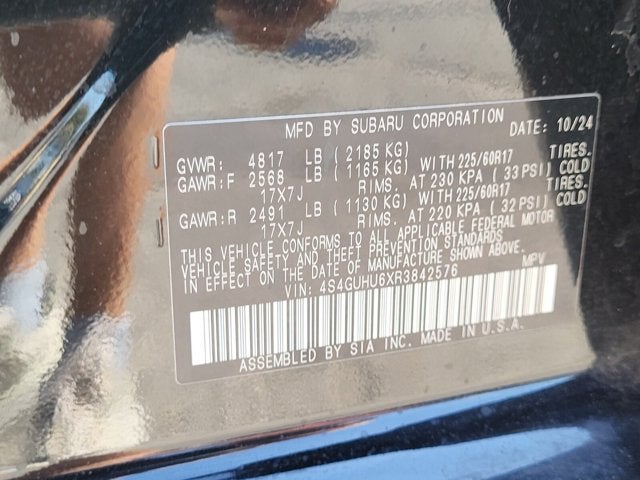 MFD BY SUBARU CORPORATION DATE: 10/24
GVWR: 4817 LB ( 2185 KG)
GAWR:F 2568 LB ( 1165 KG) WITH 225/60R17 TIRES.
17X7J RIMS. AT 230 KPA ( 33 PSI) COLD
GAWR:R 2491 LB ( 1130 KG) WITH 225/60R17 TIRES.
17X7J RIMS. AT 220 KPA ( 32 PSI) COLD
THIS VEHICLE CONFORMS TO ALL APPLICABLE FEDERAL MOTOR
VEHICLE SAFETY AND THEFT PREVENTION STANDARDS
IN EFFECT ON THE DATE OF MANUFACTURE SHOWN ABOVE.
VIN: 4S4GUHU6XR3842576 MPV
ASSEMBLED BY SIA INC. MADE IN U.S.A.